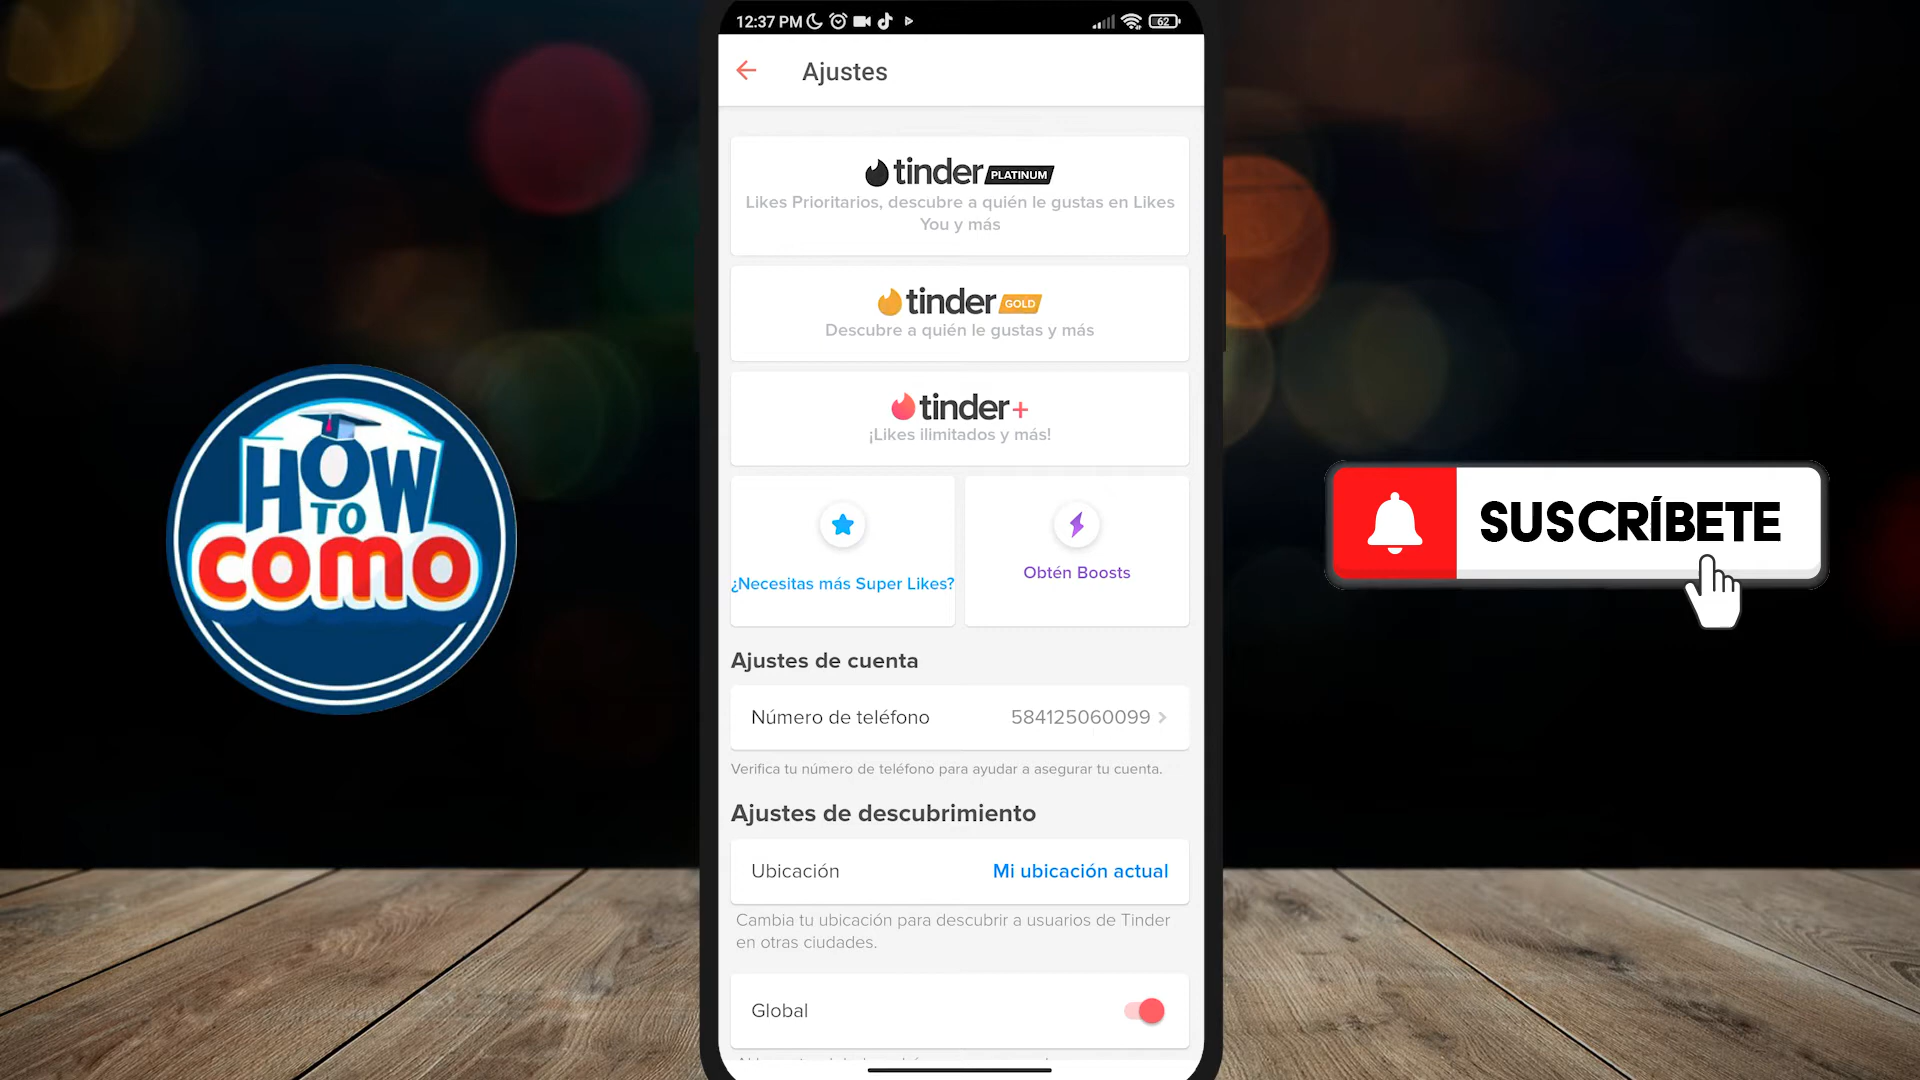 12:37 PM
62
Ajustes
tinder PLATINUM
Likes Prioritarios, descubre a quién le gustas en Likes
You y más
tinder GOLD
Descubre a quién le gustas y más
tinder+
¡Likes ilimitados y más!
¿Necesitas más Super Likes?
Obtén Boosts
Ajustes de cuenta
Número de teléfono 584125060099
Verifica tu número de teléfono para ayudar a asegurar tu cuenta.
Ajustes de descubrimiento
Ubicación Mi ubicación actual
Cambia tu ubicación para descubrir a usuarios de Tinder
en otras ciudades.
Global
HOW
TO
COMO
SUSCRÍBETE